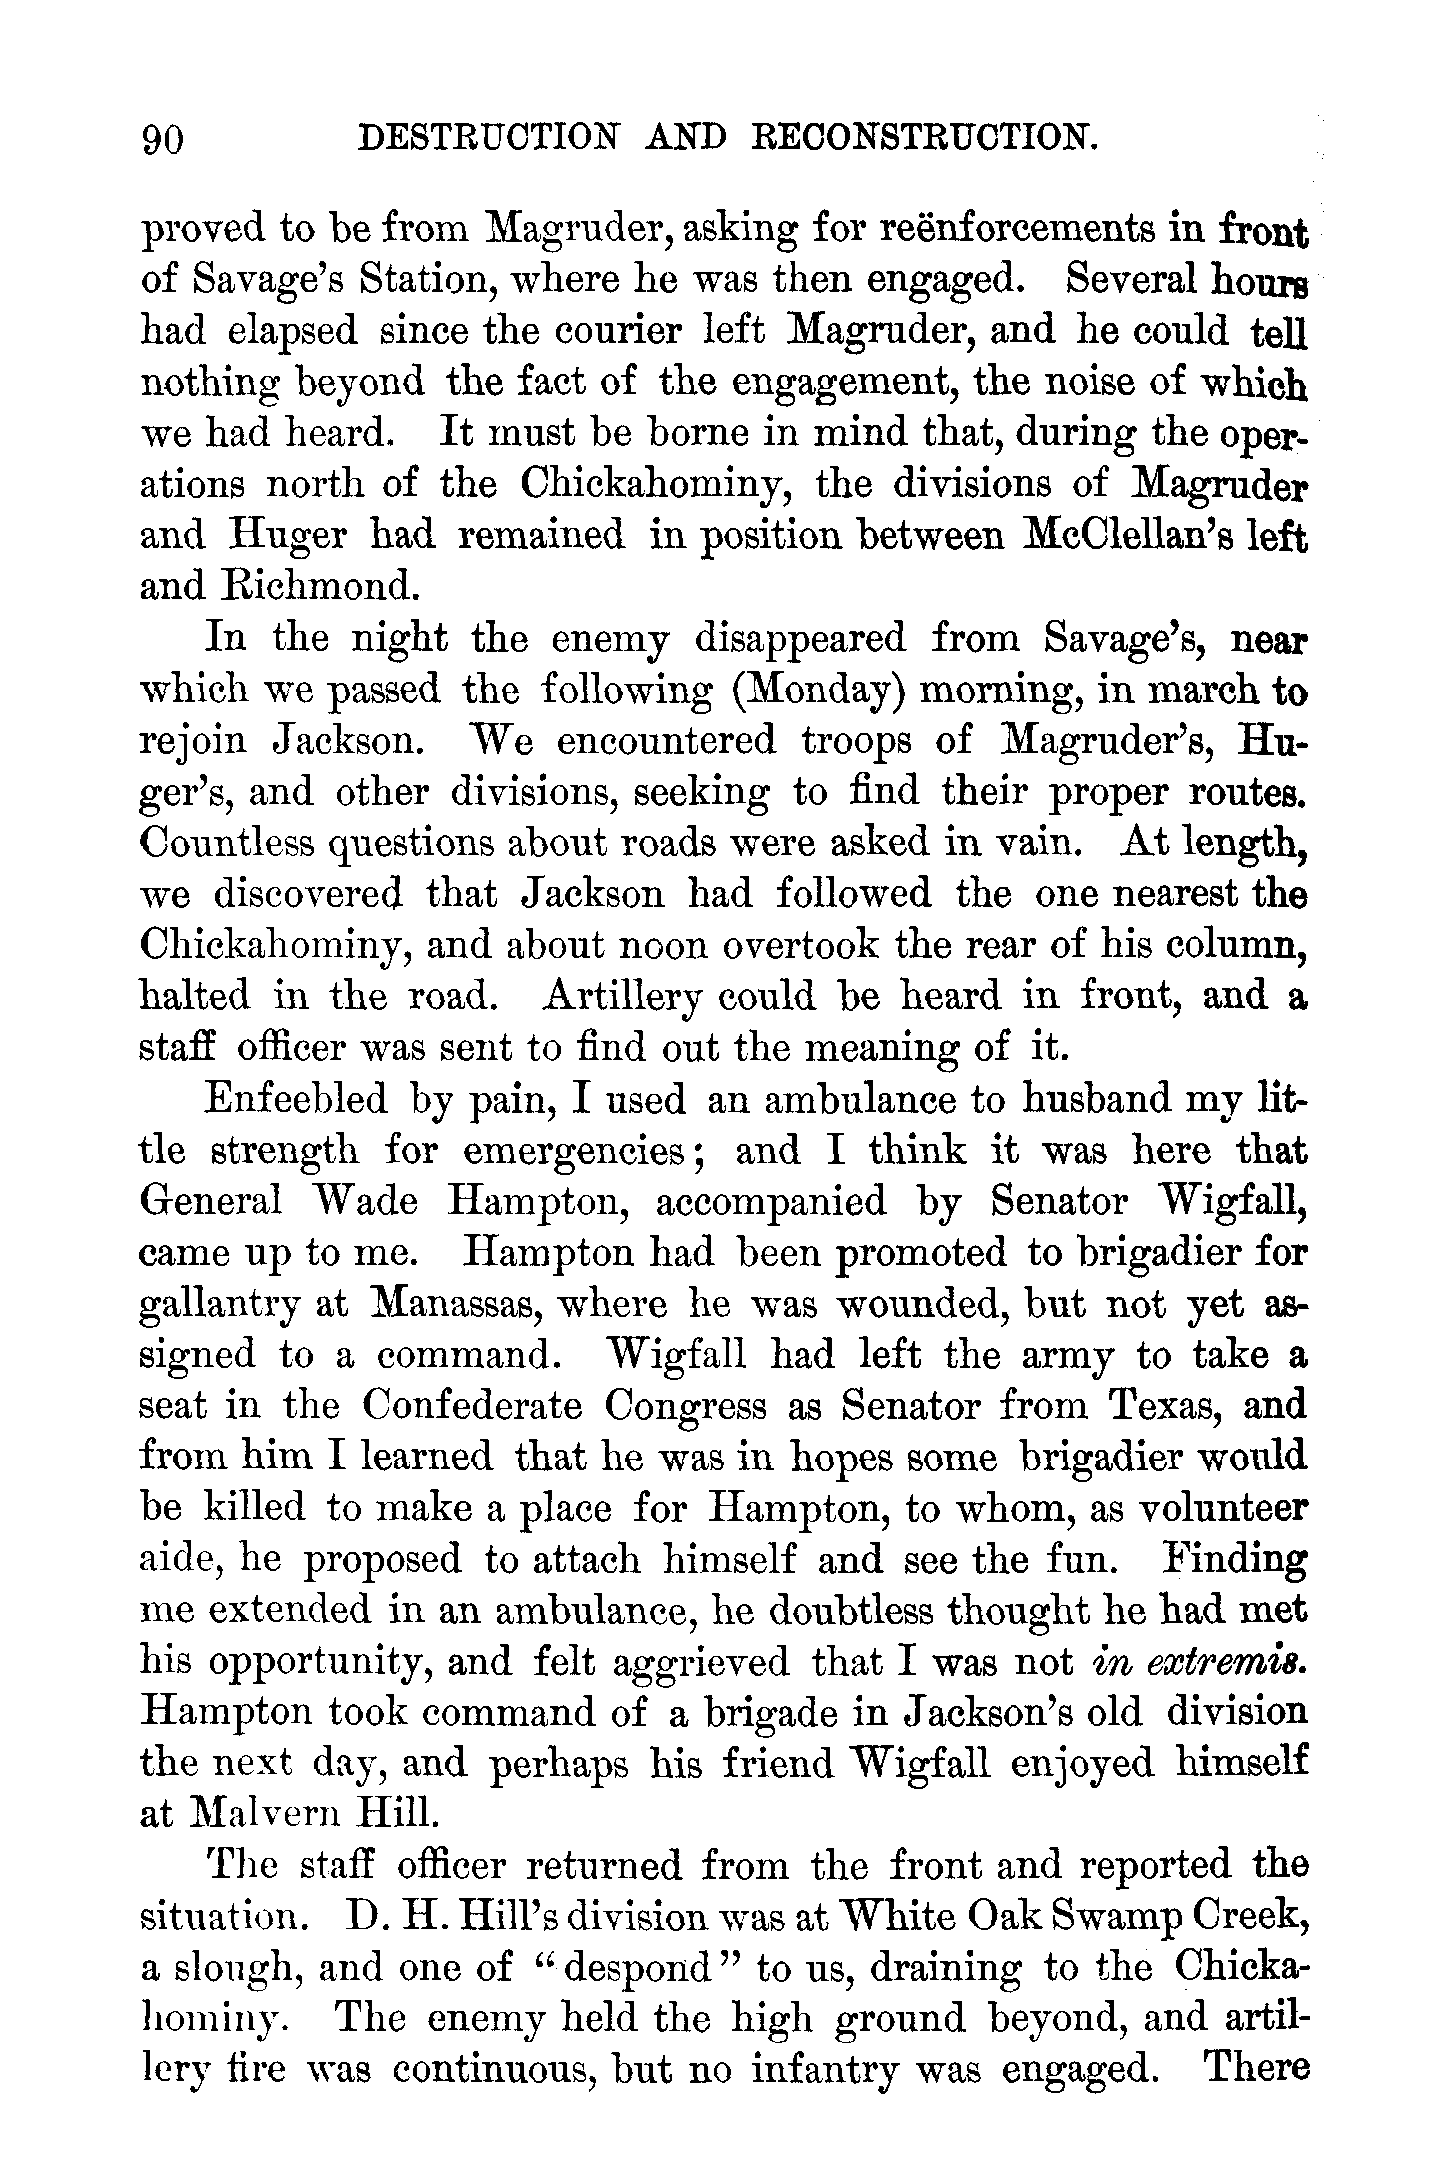 90 DESTRUCTION AND RECONSTRUCTION.
proved to be from Magruder, asking for reënforcements in front
of Savage's Station, where he was then engaged. Several hours
had elapsed since the courier left Magruder, and he could tell
nothing beyond the fact of the engagement, the noise of which
we had heard. It must be borne in mind that, during the oper-
ations north of the Chickahominy, the divisions of Magruder
and Huger had remained in position between McClellan's left
and Richmond.
In the night the enemy disappeared from Savage's, near
which we passed the following (Monday) morning, in march to
rejoin Jackson. We encountered troops of Magruder's, Hu-
ger's, and other divisions, seeking to find their proper routes.
Countless questions about roads were asked in vain. At length,
we discovered that Jackson had followed the one nearest the
Chickahominy, and about noon overtook the rear of his column,
halted in the road. Artillery could be heard in front, and a
staff officer was sent to find out the meaning of it.
Enfeebled by pain, I used an ambulance to husband my lit-
tle strength for emergencies; and I think it was here that
General Wade Hampton, accompanied by Senator Wigfall,
came up to me. Hampton had been promoted to brigadier for
gallantry at Manassas, where he was wounded, but not yet as-
signed to a command. Wigfall had left the army to take a
seat in the Confederate Congress as Senator from Texas, and
from him I learned that he was in hopes some brigadier would
be killed to make a place for Hampton, to whom, as volunteer
aide, he proposed to attach himself and see the fun. Finding
me extended in an ambulance, he doubtless thought he had met
his opportunity, and felt aggrieved that I was not in extremis.
Hampton took command of a brigade in Jackson's old division
the next day, and perhaps his friend Wigfall enjoyed himself
at Malvern Hill.
The staff officer returned from the front and reported the
situation. D. H. Hill's division was at White Oak Swamp Creek,
a slough, and one of "despond" to us, draining to the Chicka-
hominy. The enemy held the high ground beyond, and artil-
lery fire was continuous, but no infantry was engaged. There